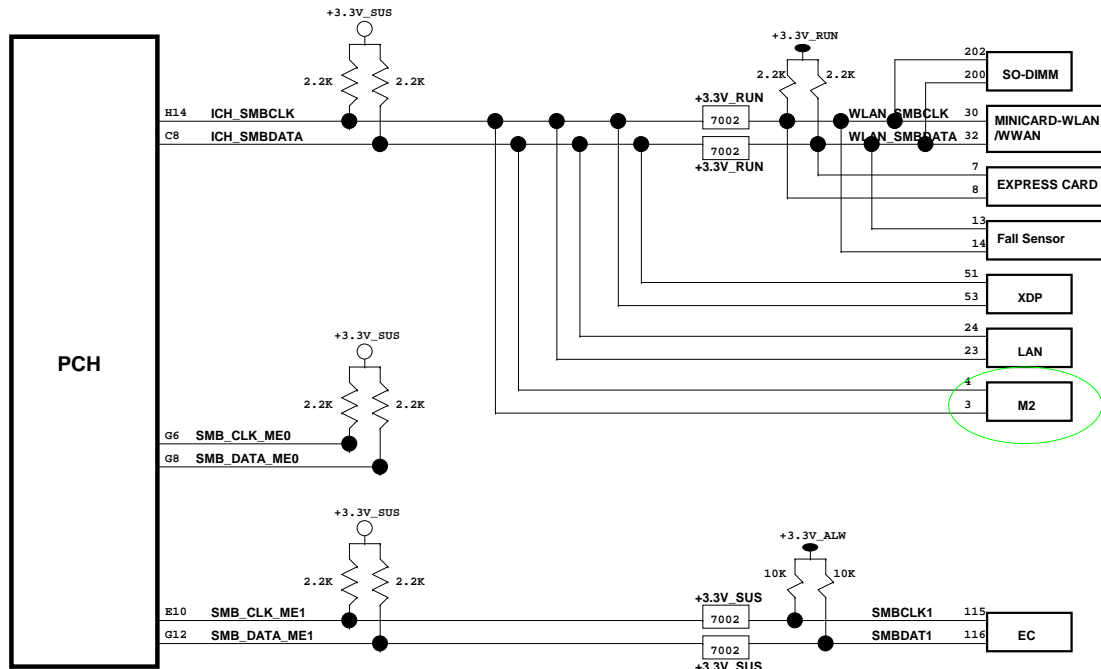 +3.3V_SUS
2.2K 2.2K
+3.3V_RUN
2.2K 2.2K
202
200
SO-DIMM
H14 ICH_SMBCLK
+3.3V_RUN
7002
WLAN_SMBCLK
30
C8 ICH_SMBDATA
7002
+3.3V_RUN
WLAN_SMBDATA
32
MINICARD-WLAN
/WWAN
7
8
EXPRESS CARD
13
14
Fall Sensor
51
53
XDP
24
23
LAN
4
3
M2
PCH
+3.3V_SUS
2.2K 2.2K
G6 SMB_CLK_ME0
G8 SMB_DATA_ME0
+3.3V_SUS
2.2K 2.2K
+3.3V_ALW
10K 10K
E10 SMB_CLK_ME1
+3.3V_SUS
7002
SMBCLK1
115
G12 SMB_DATA_ME1
7002
+3.3V_SUS
SMBDAT1
116
EC